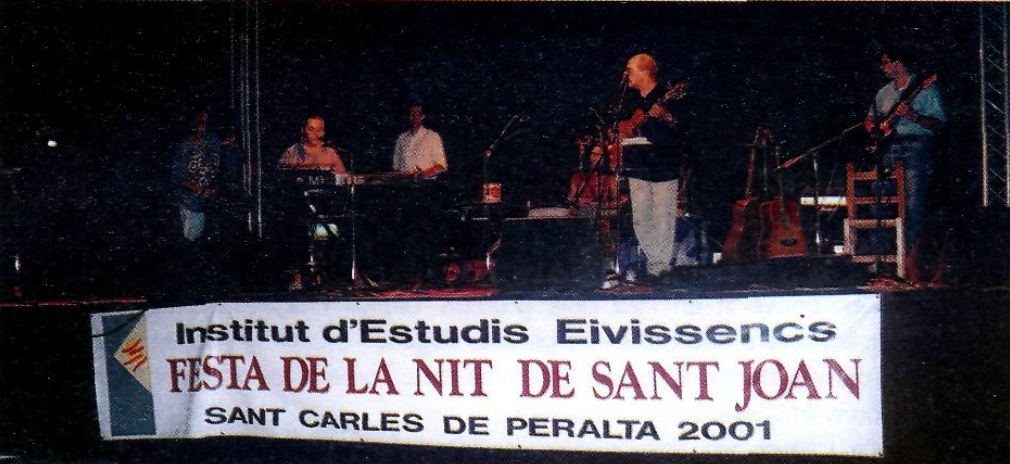 Institut d'Estudis Eivissencs
FESTA DE LA NIT DE SANT JOAN
SANT CARLES DE PERALTA 2001